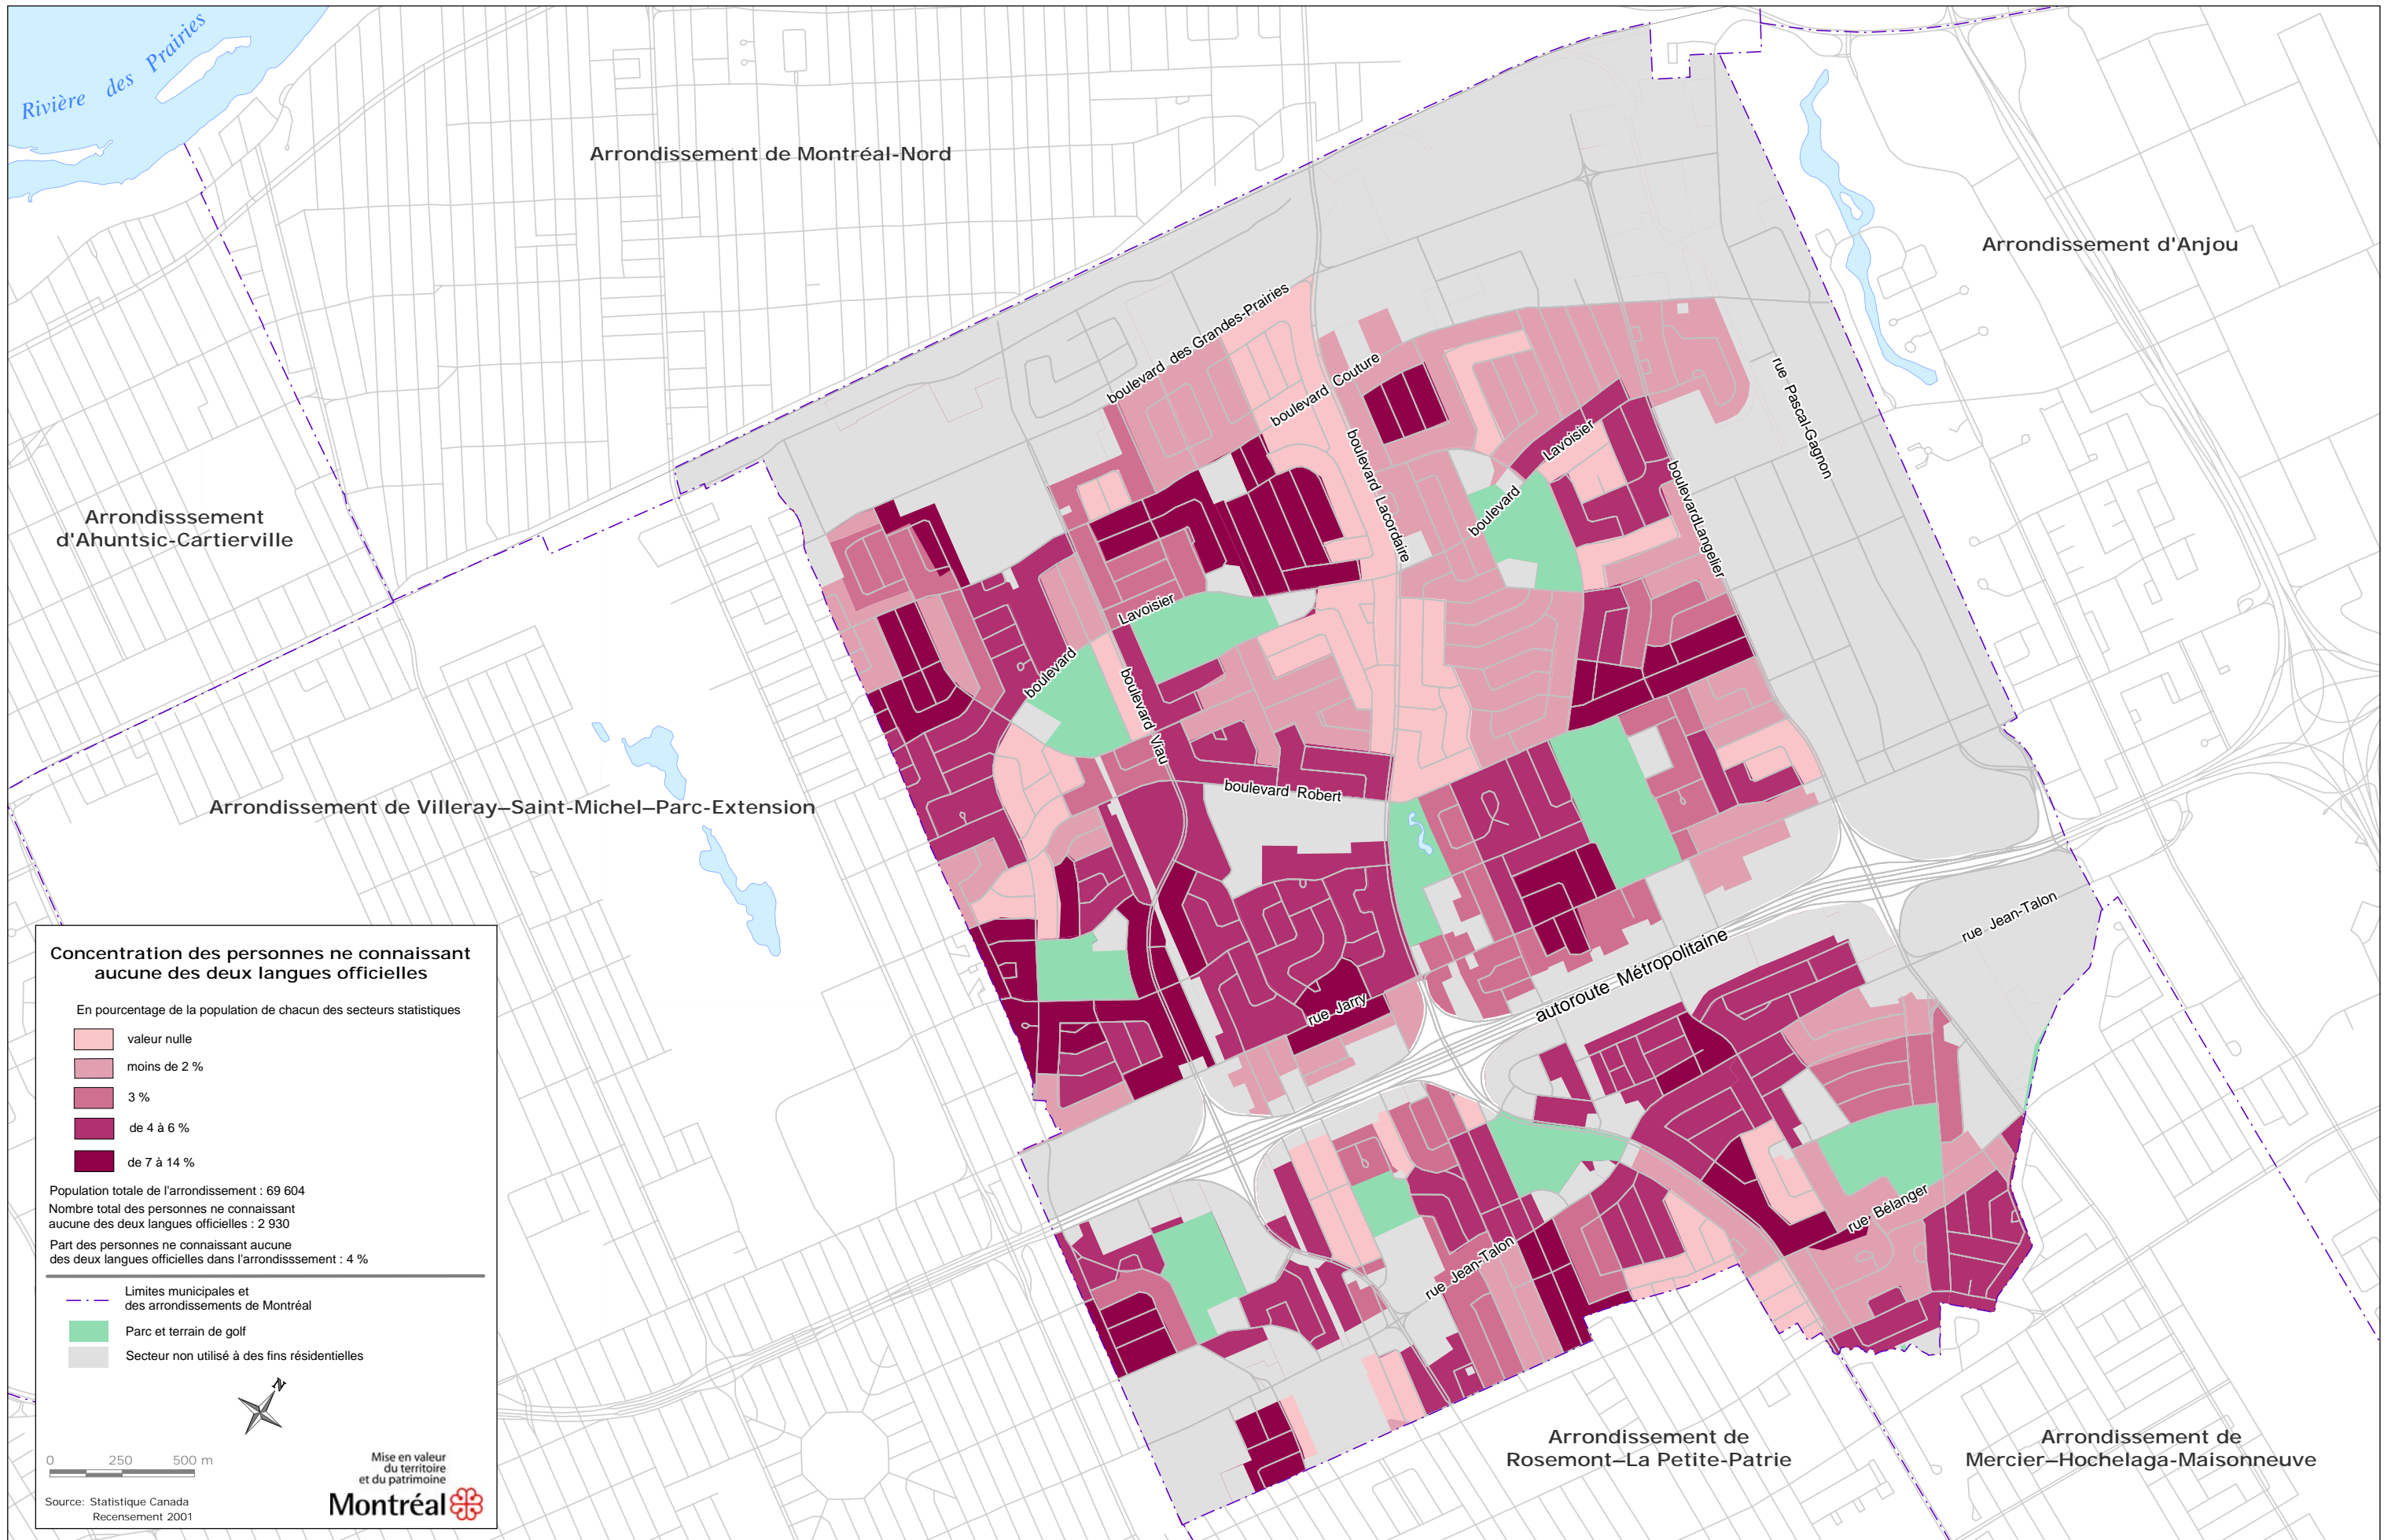 Rivière des Prairies
Arrondissement de Montréal-Nord
Arrondissement d'Anjou
Arrondisssement
d'Ahuntsic-Cartierville
Arrondissement de Villeray–Saint-Michel–Parc-Extension
boulevard des Grandes-Prairies
boulevard Couture
boulevard Lacordaire
boulevard Lavoisier
boulevard Langelier
rue Pascal-Gagnon
boulevard Lavoisier
boulevard Viau
boulevard Robert
rue Jarry
autoroute Métropolitaine
rue Jean-Talon
rue Bélanger
rue Jean-Talon
Arrondissement de
Rosemont–La Petite-Patrie
Arrondissement de
Mercier–Hochelaga-Maisonneuve
Concentration des personnes ne connaissant
aucune des deux langues officielles
En pourcentage de la population de chacun des secteurs statistiques
valeur nulle
moins de 2 %
3 %
de 4 à 6 %
de 7 à 14 %
Population totale de l'arrondissement : 69 604
Nombre total des personnes ne connaissant
aucune des deux langues officielles : 2 930
Part des personnes ne connaissant aucune
des deux langues officielles dans l'arrondisssement : 4 %
Limites municipales et
des arrondissements de Montréal
Parc et terrain de golf
Secteur non utilisé à des fins résidentielles
N
0 250 500 m
Mise en valeur
du territoire
et du patrimoine
Montréal
Source: Statistique Canada
Recensement 2001